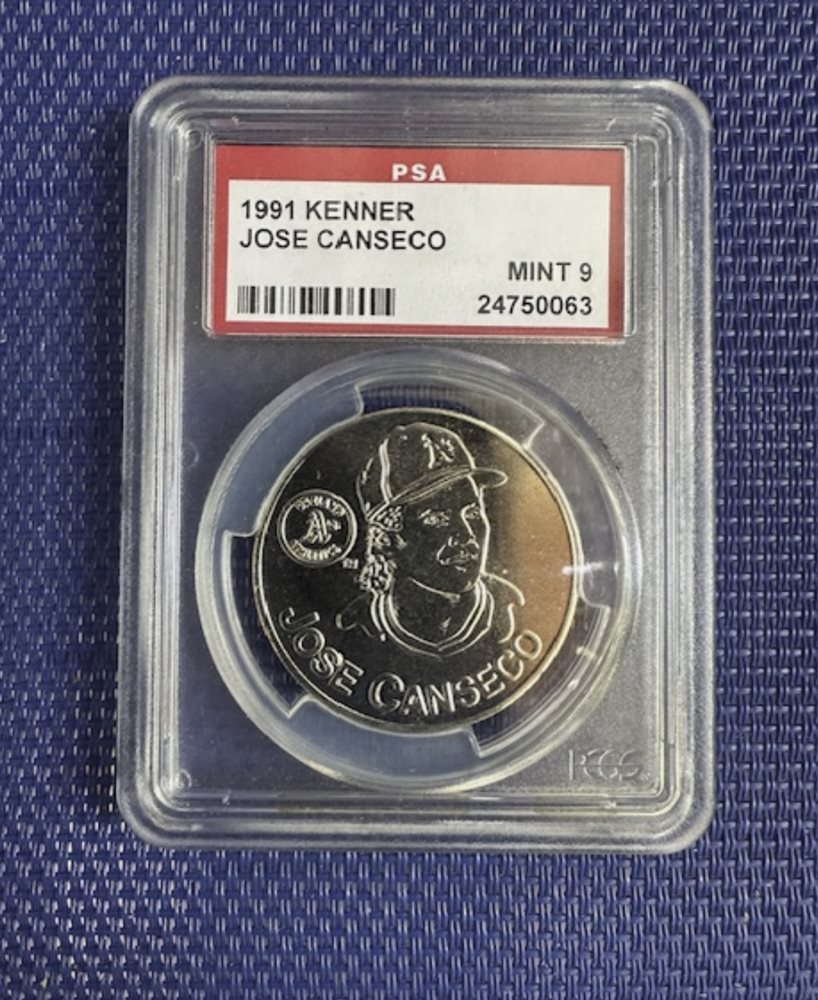 PSA
1991 KENNER
JOSE CANSECO
MINT 9
24750063
A's
JOSE CANSECO
PCGS